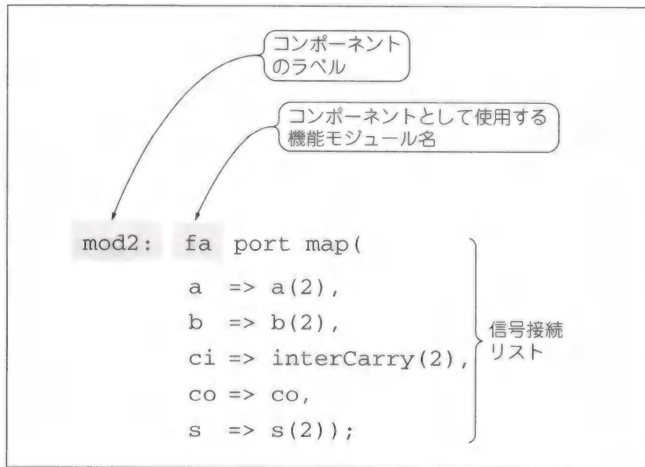 コンポーネント
のラベル
コンポーネントとして使用する
機能モジュール名
mod2: fa port map(
a => a(2),
b => b(2),
ci => interCarry(2),
co => co,
s => s(2));
信号接続
リスト